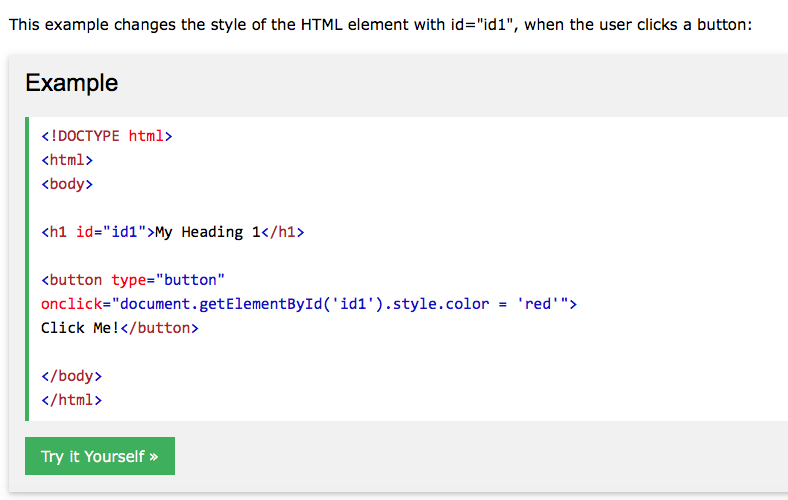 This example changes the style of the HTML element with id="id1", when the user clicks a button:
Example
<!DOCTYPE html>
<html>
<body>
<h1 id="id1">My Heading 1</h1>
<button type="button"
onclick="document.getElementById('id1').style.color = 'red'">
Click Me!</button>
</body>
</html>
Try it Yourself »